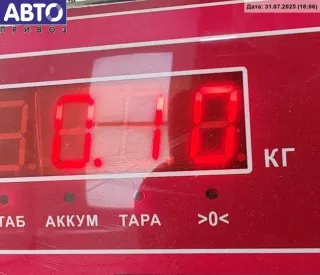 АВТО
ПРИВОЗ
Дата: 31.07.2025 (18:06)
0.10
КГ
ТАБ АККУМ ТАРА >0<